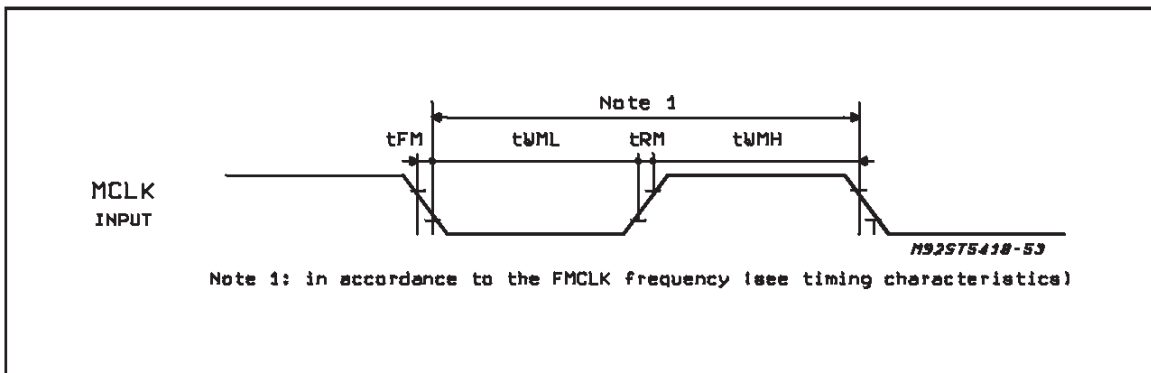 Note 1
tFM tWML tRM tWMH
MCLK
INPUT
M92ST5418-53
Note 1: in accordance to the FMCLK frequency (see timing characteristics)